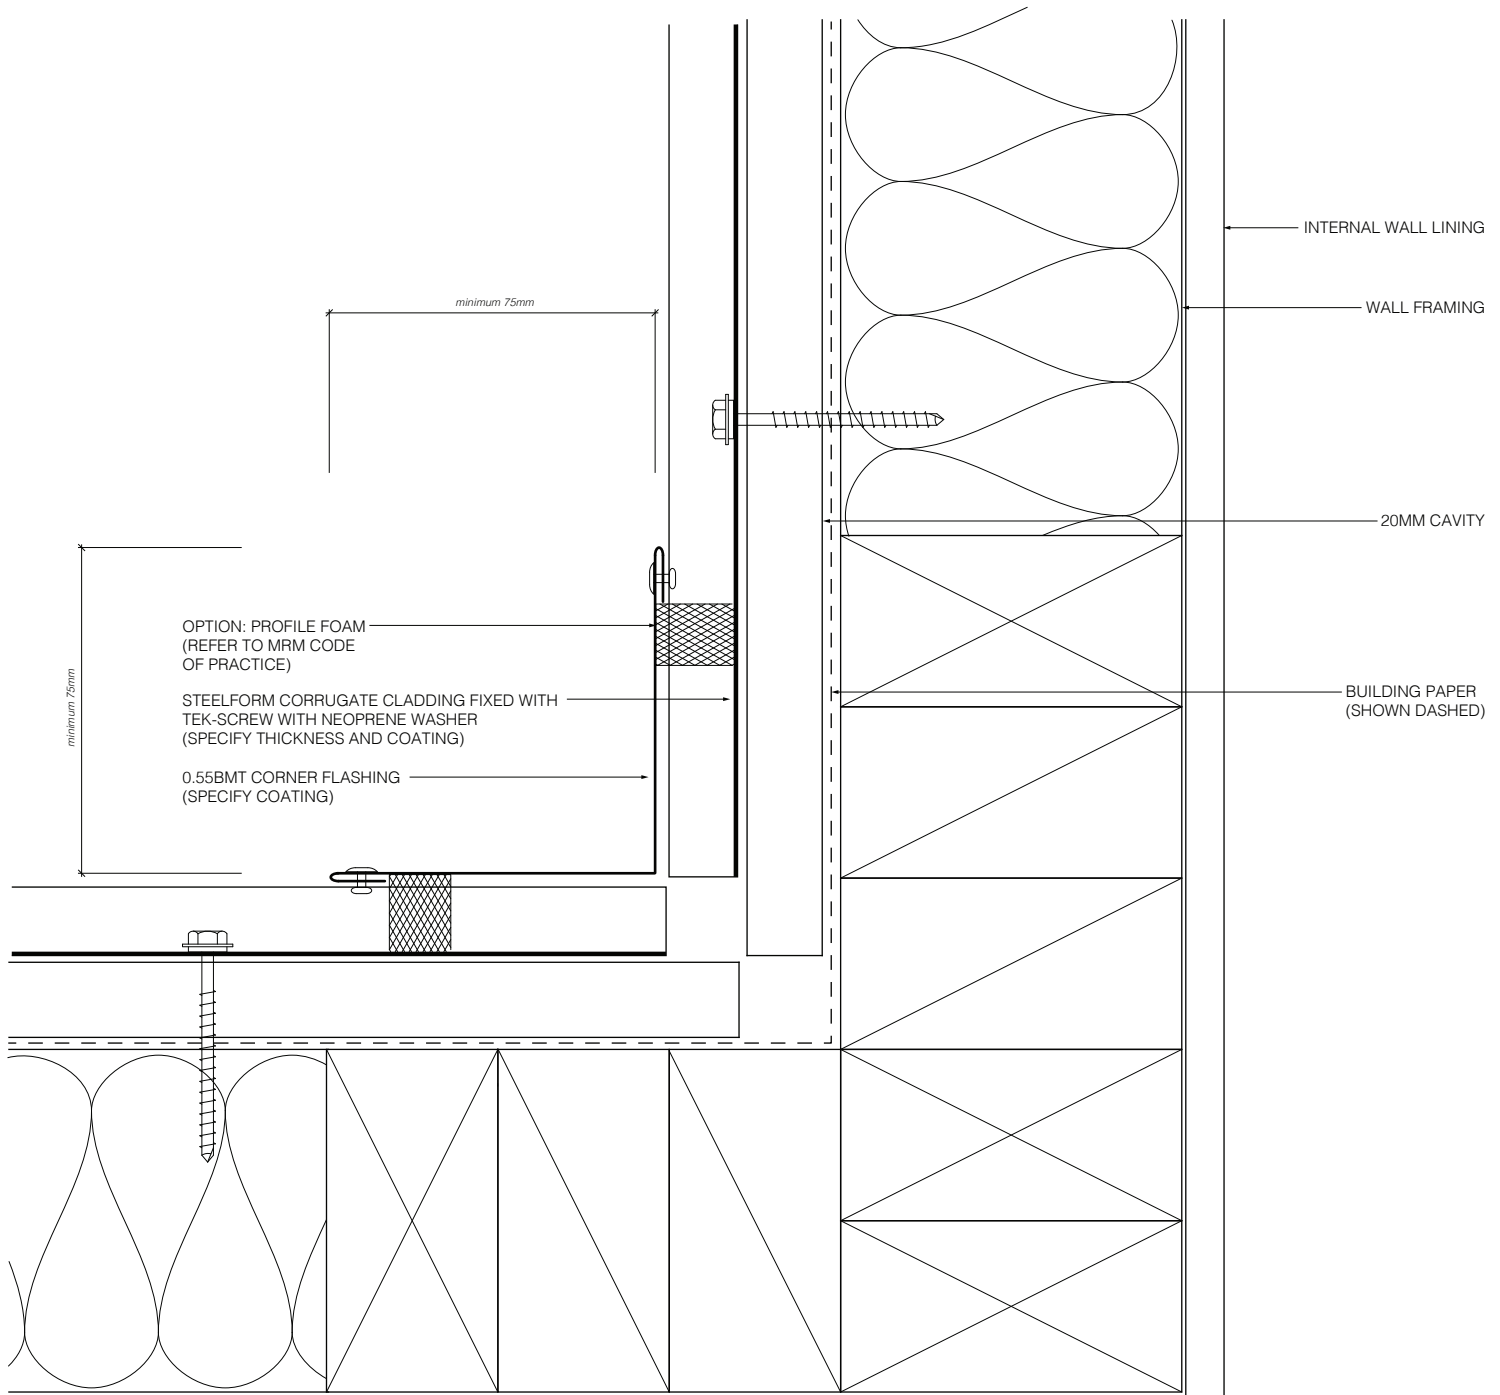 INTERNAL WALL LINING
minimum 75mm
WALL FRAMING
20MM CAVITY
OPTION: PROFILE FOAM
(REFER TO MRM CODE
OF PRACTICE)
minimum 75mm
STEELFORM CORRUGATE CLADDING FIXED WITH
TEK-SCREW WITH NEOPRENE WASHER
(SPECIFY THICKNESS AND COATING)
BUILDING PAPER
(SHOWN DASHED)
0.55BMT CORNER FLASHING
(SPECIFY COATING)